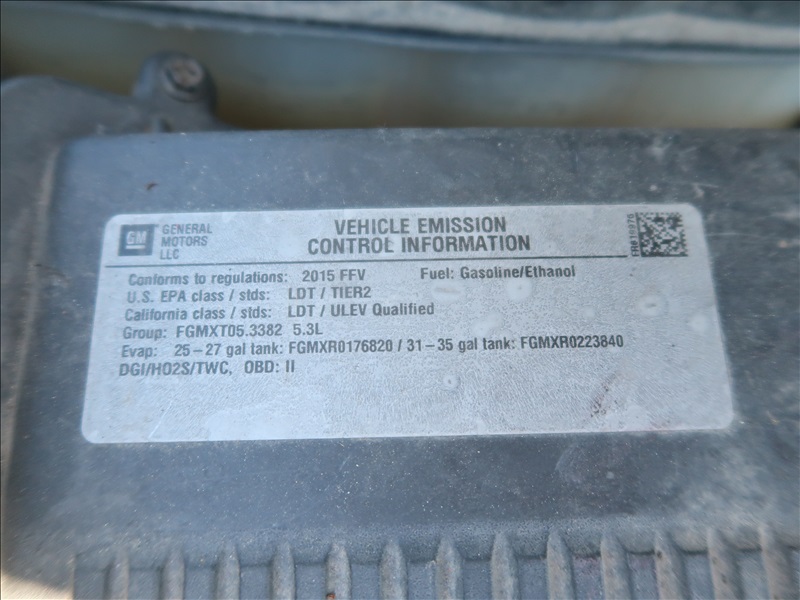 GM
GENERAL
MOTORS
LLC
VEHICLE EMISSION
CONTROL INFORMATION
Conforms to regulations: 2015 FFV Fuel: Gasoline/Ethanol
U.S. EPA class / stds: LDT / TIER2
California class / stds: LDT / ULEV Qualified
Group: FGMXT05.3382 5.3L
Evap: 25-27 gal tank: FGMXR0176820 / 31-35 gal tank: FGMXR0223840
DGI/HO2S/TWC, OBD: II